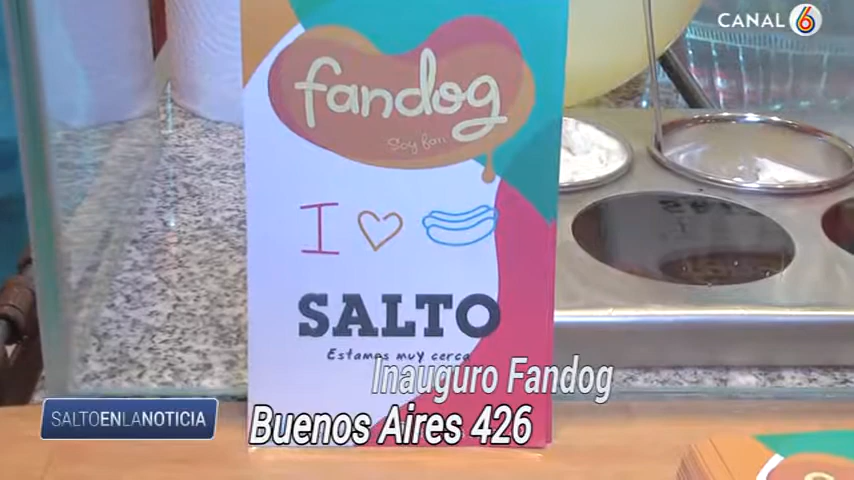 CANAL 6
fandog
Soy fan
I
SALTO
Estamos muy cerca
Inauguro Fandog
SALTOENLANOTICIA
Buenos Aires 426